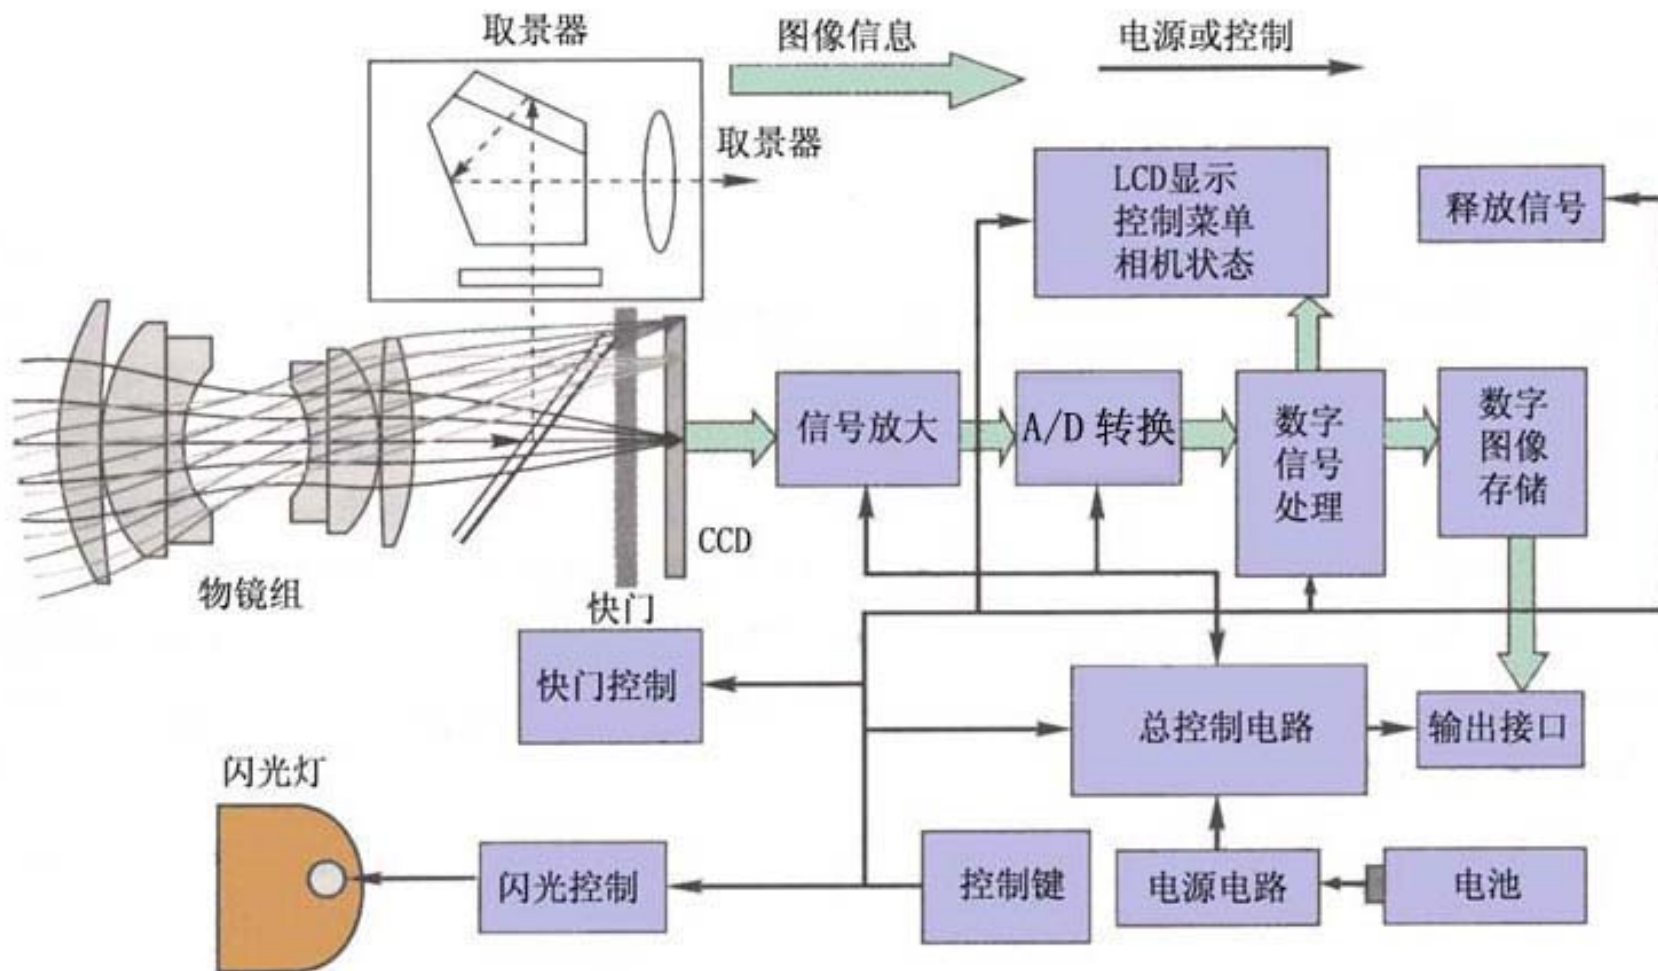 取景器
图像信息
电源或控制
取景器
LCD显示
控制菜单
相机状态
释放信号
信号放大
A/D 转换
数字
信号
处理
数字
图像
存储
CCD
物镜组
快门
快门控制
总控制电路
输出接口
闪光灯
闪光控制
控制键
电源电路
电池